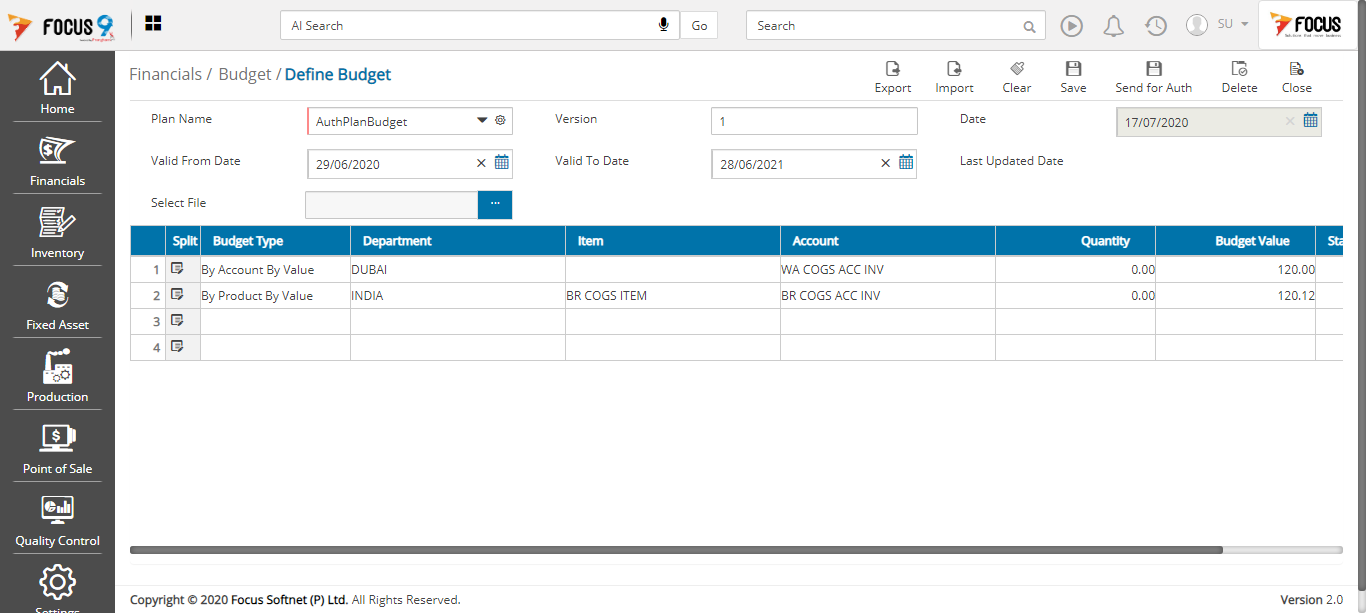 FOCUS 9
AI Search
Go
Search
SU
FOCUS
Home
Financials
Inventory
Fixed Asset
Production
Point of Sale
Quality Control
Settings
Financials / Budget / Define Budget
Export
Import
Clear
Save
Send for Auth
Delete
Close
Plan Name AuthPlanBudget Version 1 Date 17/07/2020
Valid From Date 29/06/2020 Valid To Date 28/06/2021 Last Updated Date
Select File ...
Split Budget Type Department Item Account Quantity Budget Value Sta
1 By Account By Value DUBAI WA COGS ACC INV 0.00 120.00
2 By Product By Value INDIA BR COGS ITEM BR COGS ACC INV 0.00 120.12
3
4
Copyright © 2020 Focus Softnet (P) Ltd. All Rights Reserved.
Version 2.0